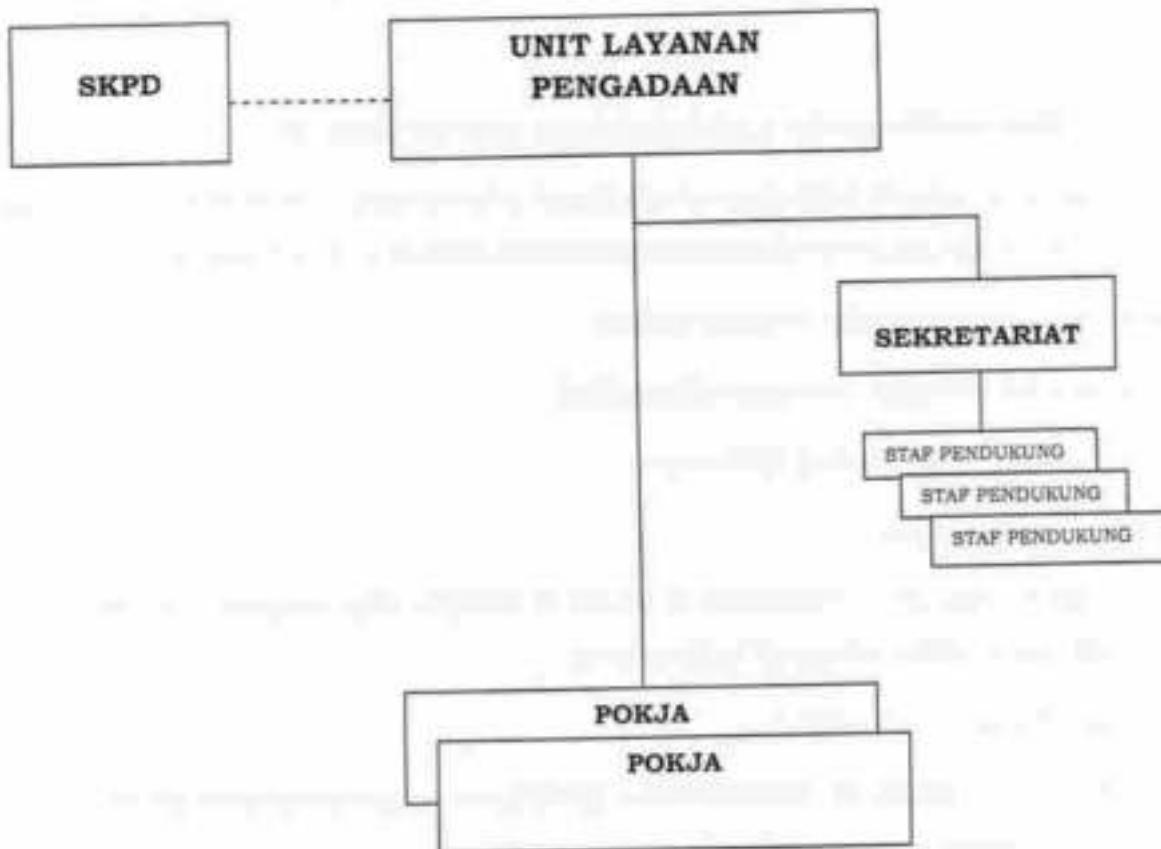 SKPD
UNIT LAYANAN
PENGADAAN
SEKRETARIAT
STAF PENDUKUNG
STAF PENDUKUNG
STAF PENDUKUNG
POKJA
POKJA